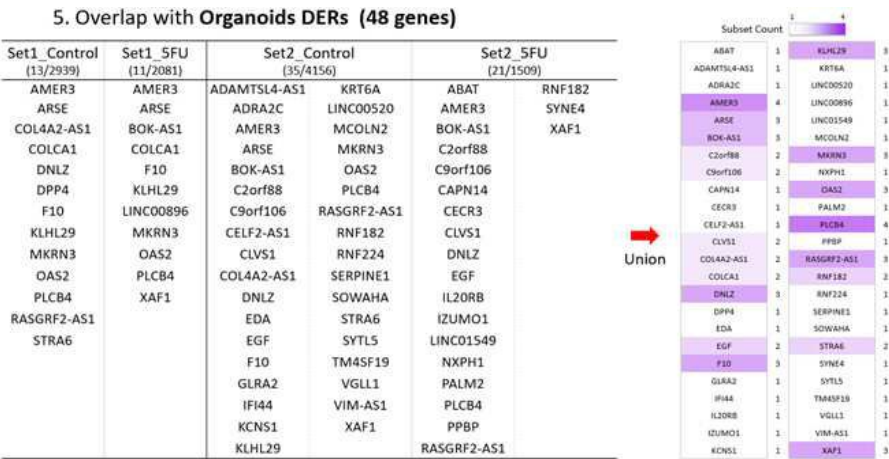 5. Overlap with Organoids DERs (48 genes)
Set1_Control Set1_5FU Set2_Control Set2_5FU
(13/2939) (11/2081) (35/4156) (21/1509)
AMER3 AMER3 ADAMTSL4-AS1 KRT6A ABAT RNF182
ARSE ARSE ADRA2C LINC00520 AMER3 SYNE4
COL4A2-AS1 BOK-AS1 AMER3 MCOLN2 BOK-AS1 XAF1
COLCA1 COLCA1 ARSE MKRN3 C2orf88
DNLZ F10 BOK-AS1 OAS2 C9orf106
DPP4 KLHL29 C2orf88 PLCB4 CAPN14
F10 LINC00896 C9orf106 RASGRF2-AS1 CECR3
KLHL29 MKRN3 CELF2-AS1 RNF182 CLVS1
MKRN3 OAS2 CLVS1 RNF224 DNLZ
OAS2 PLCB4 COL4A2-AS1 SERPINE1 EGF
PLCB4 XAF1 DNLZ SOWAHA IL20RB
RASGRF2-AS1 EDA STRA6 IZUMO1
STRA6 EGF SYTL5 LINC01549
F10 TM4SF19 NXPH1
GLRA2 VGLL1 PALM2
IFI44 VIM-AS1 PLCB4
KCNS1 XAF1 PPBP
KLHL29 RASGRF2-AS1
Union
1 4
Subset Count
ABAT 1 KLHL29 3
ADAMTSL4-AS1 1 KRT6A 1
ADRA2C 1 LINC00520 1
AMER3 4 LINC00896 1
ARSE 3 LINC01549 1
BOK-AS1 3 MCOLN2 1
C2orf88 2 MKRN3 3
C9orf106 2 NXPH1 1
CAPN14 1 OAS2 3
CECR3 1 PALM2 1
CELF2-AS1 1 PLCB4 4
CLVS1 2 PPBP 1
COL4A2-AS1 2 RASGRF2-AS1 3
COLCA1 2 RNF182 2
DNLZ 3 RNF224 1
DPP4 1 SERPINE1 1
EDA 1 SOWAHA 1
EGF 2 STRA6 2
F10 3 SYNE4 1
GLRA2 1 SYTL5 1
IFI44 1 TM4SF19 1
IL20RB 1 VGLL1 1
IZUMO1 1 VIM-AS1 1
KCNS1 1 XAF1 3